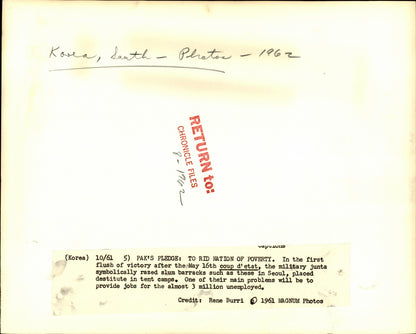 Korea, South — Photos — 1962
RETURN to:
CHRONICLE FILES
9-1962
(Korea) 10/61 5) PAK'S PLEDGE: TO RID NATION OF POVERTY. In the first
flush of victory after the May 16th coup d'etat, the military junta
symbolically razed slum barracks such as these in Seoul, placed
destitute in tent camps. One of their main problems will be to
provide jobs for the almost 3 million unemployed.
Credit: Rene Burri © 1961 MAGNUM Photos